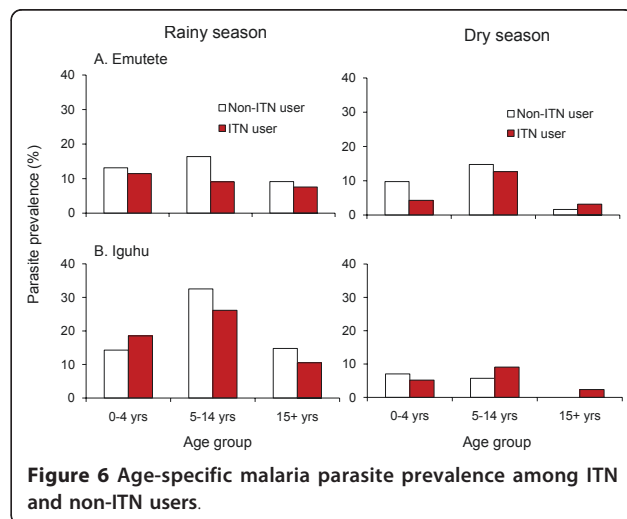 Rainy season
Dry season
A. Emutete
40
30
20
10
0
Non-ITN user
ITN user
40
30
20
10
0
Non-ITN user
ITN user
Parasite prevalence (%)
B. Iguhu
40
30
20
10
0
0-4 yrs 5-14 yrs 15+ yrs
Age group
40
30
20
10
0
0-4 yrs 5-14 yrs 15+ yrs
Age group
Figure 6 Age-specific malaria parasite prevalence among ITN
and non-ITN users.